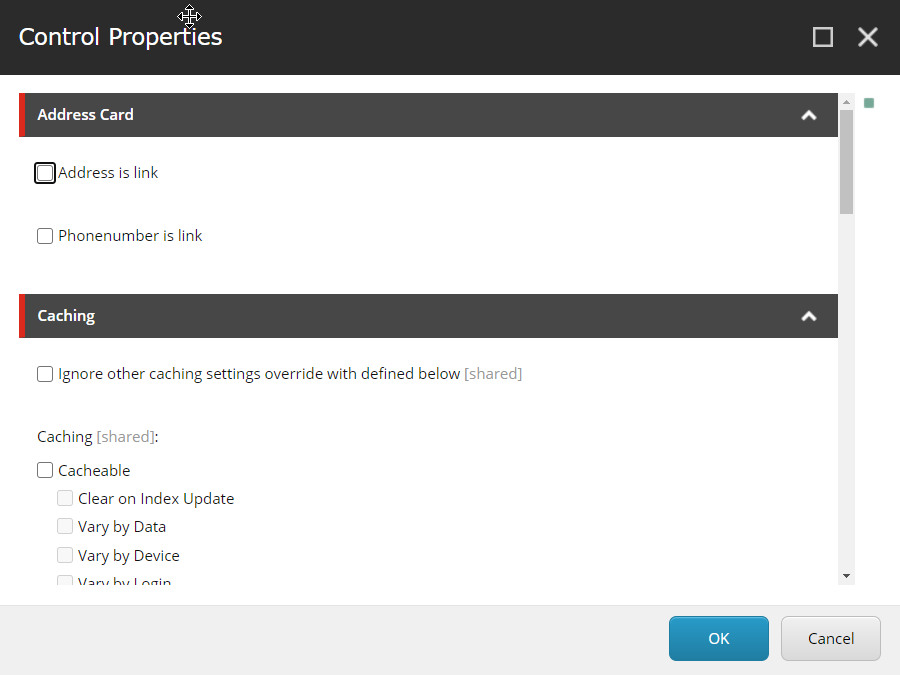 Control Properties
Address Card
Address is link
Phonenumber is link
Caching
Ignore other caching settings override with defined below [shared]
Caching [shared]:
Cacheable
Clear on Index Update
Vary by Data
Vary by Device
Vary by Login
OK
Cancel